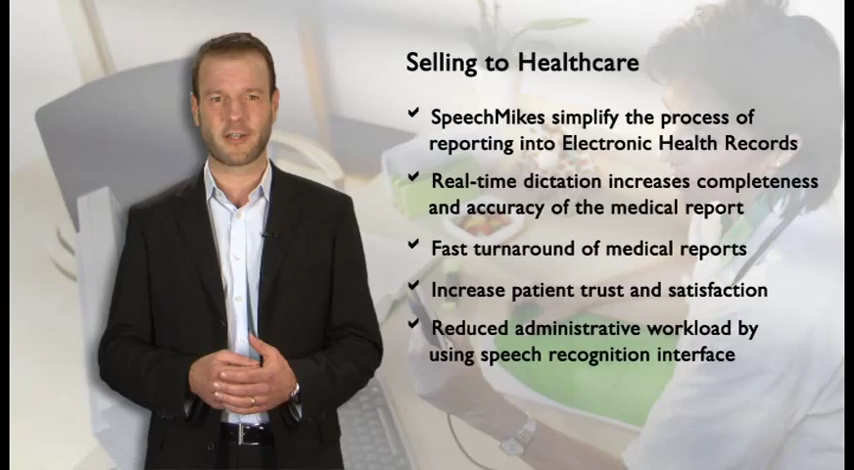 Selling to Healthcare
SpeechMikes simplify the process of
reporting into Electronic Health Records
Real-time dictation increases completeness
and accuracy of the medical report
Fast turnaround of medical reports
Increase patient trust and satisfaction
Reduced administrative workload by
using speech recognition interface